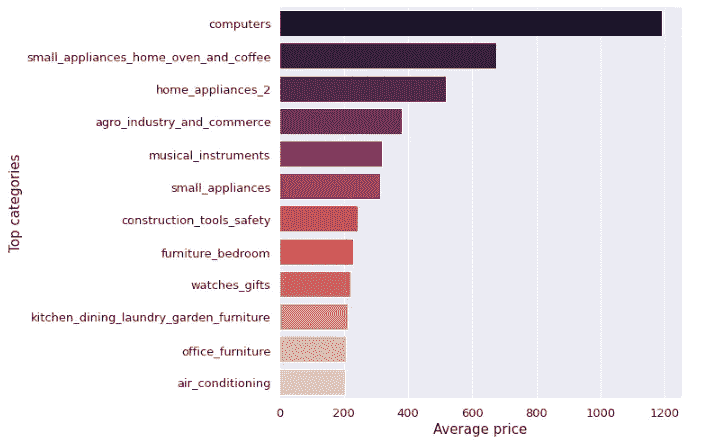 Top categories
computers
small_appliances_home_oven_and_coffee
home_appliances_2
agro_industry_and_commerce
musical_instruments
small_appliances
construction_tools_safety
furniture_bedroom
watches_gifts
kitchen_dining_laundry_garden_furniture
office_furniture
air_conditioning
0 200 400 600 800 1000 1200
Average price